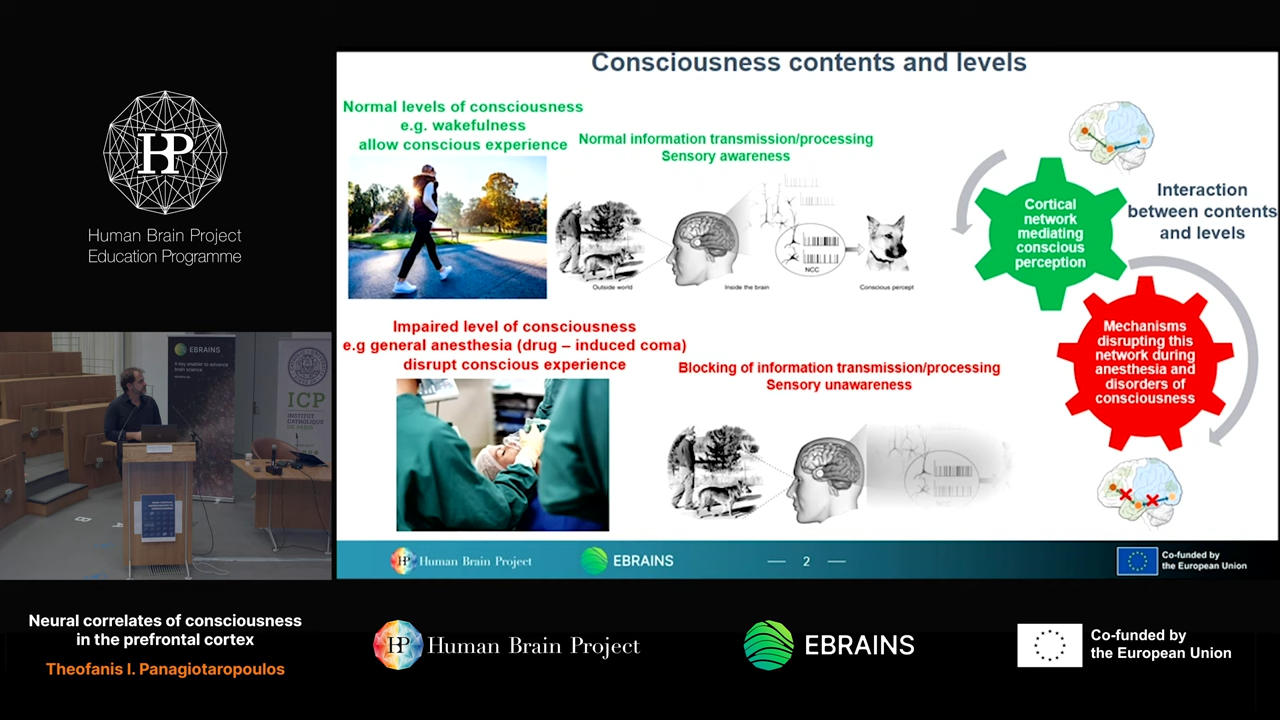 HP
Human Brain Project
Education Programme
EBRAINS
ICP
INSTITUT
CATHOLIQUE
DE PARIS
Neural correlates of consciousness
in the prefrontal cortex
Theofanis I. Panagiotaropoulos
Consciousness contents and levels
Normal levels of consciousness
e.g. wakefulness
allow conscious experience
Normal information transmission/processing
Sensory awareness
NCC
Outside world
Inside the brain
Conscious percept
Cortical
network
mediating
conscious
perception
Interaction
between contents
and levels
Impaired level of consciousness
e.g general anesthesia (drug – induced coma)
disrupt conscious experience
Blocking of information transmission/processing
Sensory unawareness
NCC
Mechanisms
disrupting this
network during
anesthesia and
disorders of
consciousness
HP Human Brain Project
EBRAINS
2
Co-funded by
the European Union
HP Human Brain Project
EBRAINS
Co-funded by
the European Union